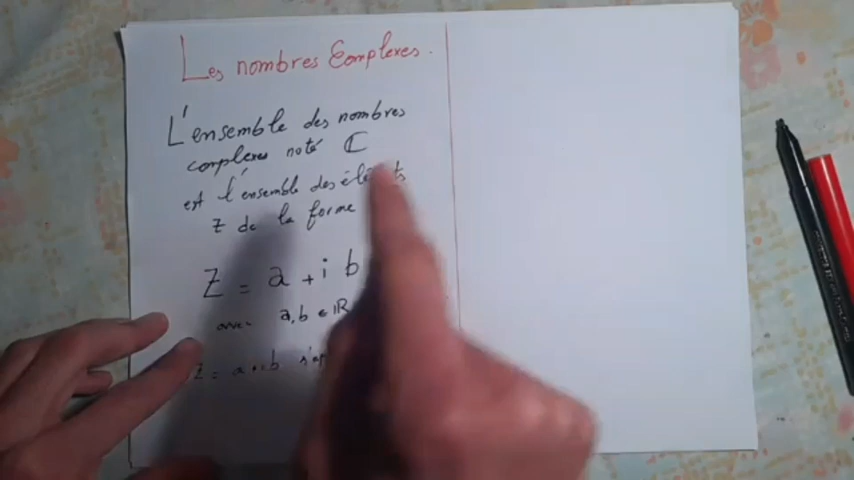 Les nombres Complexes.
L'ensemble des nombres
complexes noté ℂ
est l'ensemble des
z de la forme
Z = a + i b
avec a, b ∈ ℝ
Z = a + i b